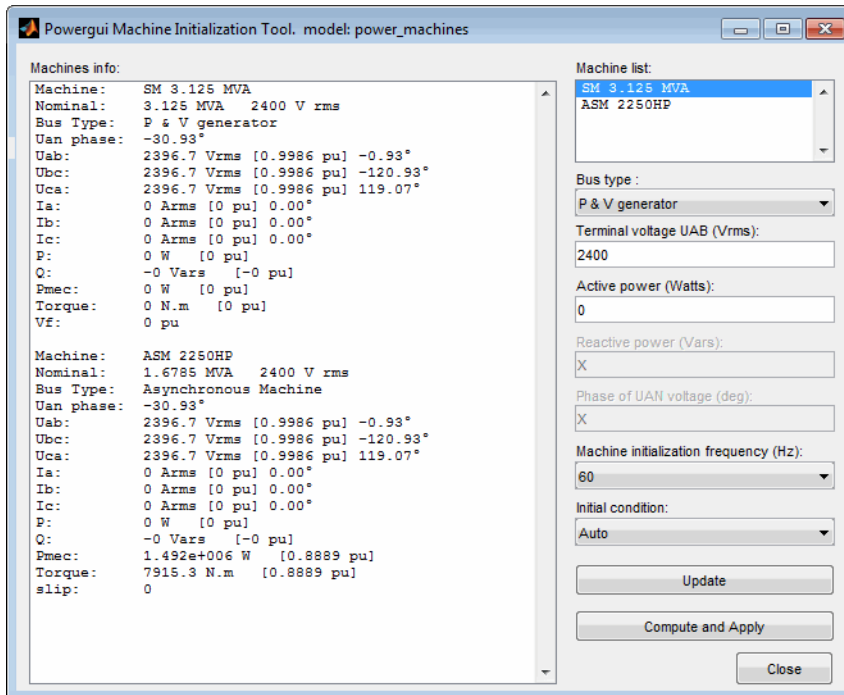 Powergui Machine Initialization Tool. model: power_machines
Machines info:
Machine: SM 3.125 MVA
Nominal: 3.125 MVA 2400 V rms
Bus Type: P & V generator
Uan phase: -30.93°
Uab: 2396.7 Vrms [0.9986 pu] -0.93°
Ubc: 2396.7 Vrms [0.9986 pu] -120.93°
Uca: 2396.7 Vrms [0.9986 pu] 119.07°
Ia: 0 Arms [0 pu] 0.00°
Ib: 0 Arms [0 pu] 0.00°
Ic: 0 Arms [0 pu] 0.00°
P: 0 W [0 pu]
Q: -0 Vars [-0 pu]
Pmec: 0 W [0 pu]
Torque: 0 N.m [0 pu]
Vf: 0 pu
Machine: ASM 2250HP
Nominal: 1.6785 MVA 2400 V rms
Bus Type: Asynchronous Machine
Uan phase: -30.93°
Uab: 2396.7 Vrms [0.9986 pu] -0.93°
Ubc: 2396.7 Vrms [0.9986 pu] -120.93°
Uca: 2396.7 Vrms [0.9986 pu] 119.07°
Ia: 0 Arms [0 pu] 0.00°
Ib: 0 Arms [0 pu] 0.00°
Ic: 0 Arms [0 pu] 0.00°
P: 0 W [0 pu]
Q: -0 Vars [-0 pu]
Pmec: 1.492e+006 W [0.8889 pu]
Torque: 7915.3 N.m [0.8889 pu]
slip: 0
Machine list:
SM 3.125 MVA
ASM 2250HP
Bus type :
P & V generator
Terminal voltage UAB (Vrms):
2400
Active power (Watts):
0
Reactive power (Vars):
X
Phase of UAN voltage (deg):
X
Machine initialization frequency (Hz):
60
Initial condition:
Auto
Update
Compute and Apply
Close